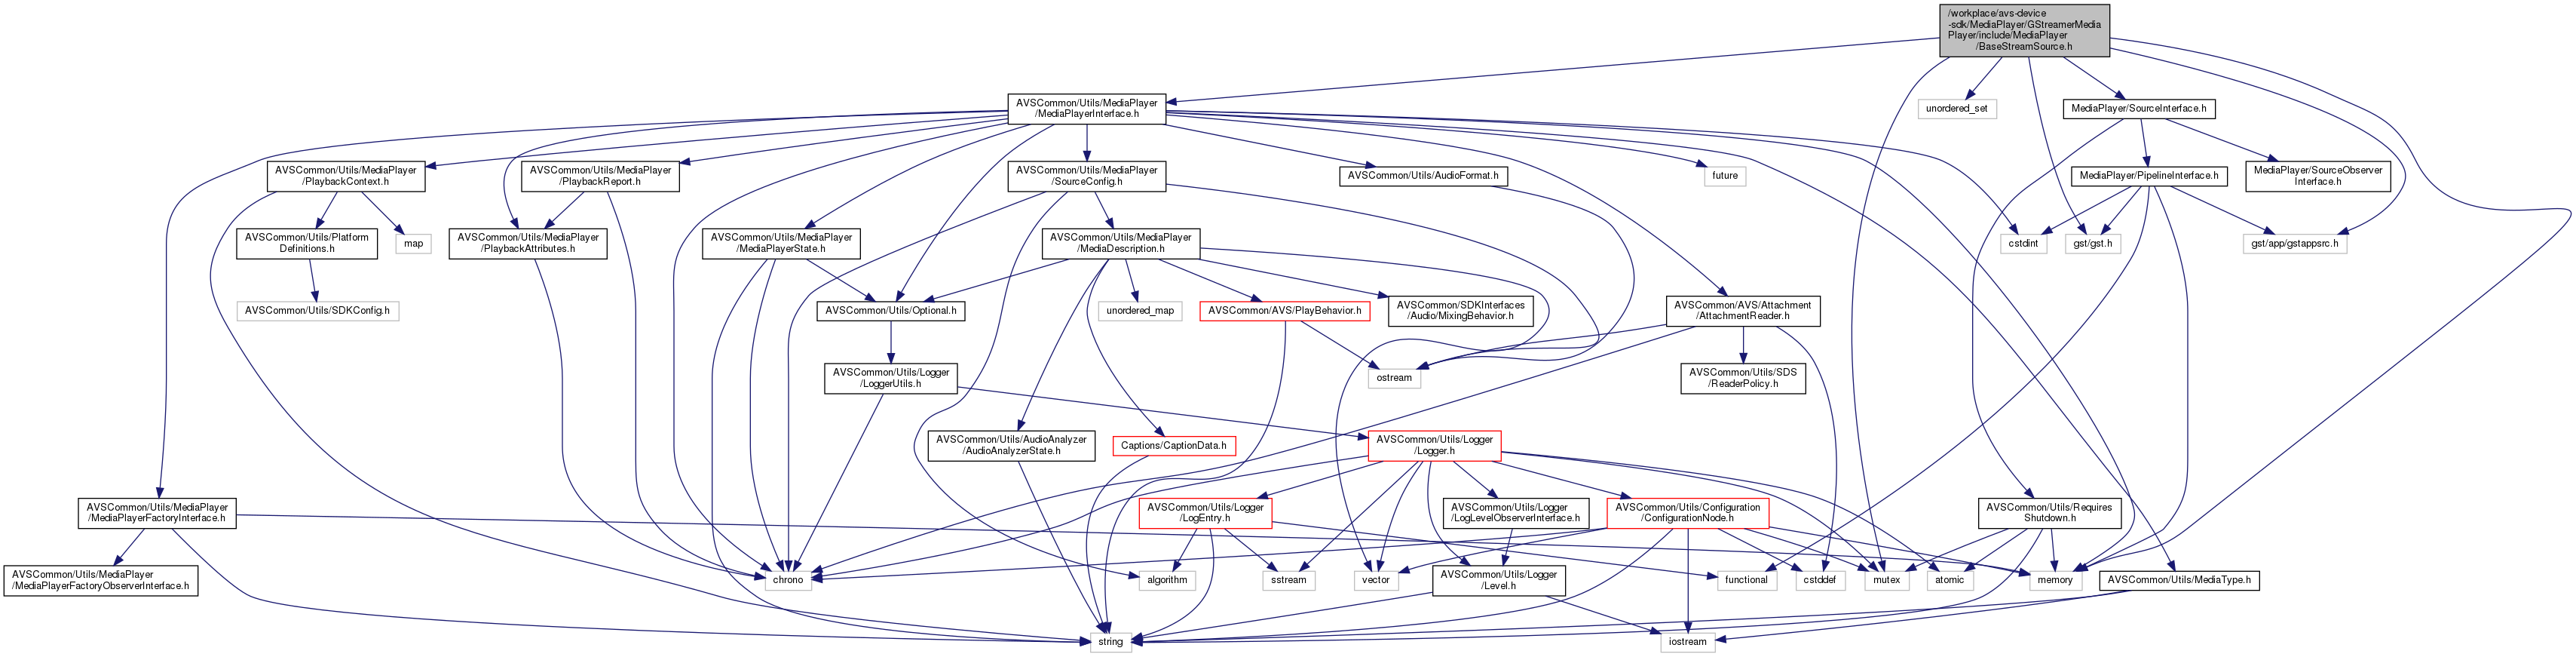 /workplace/avs-device
-sdk/MediaPlayer/GStreamerMedia
Player/include/MediaPlayer
/BaseStreamSource.h
AVSCommon/Utils/MediaPlayer
/MediaPlayerInterface.h
unordered_set
MediaPlayer/SourceInterface.h
AVSCommon/Utils/MediaPlayer
/PlaybackContext.h
AVSCommon/Utils/MediaPlayer
/PlaybackReport.h
AVSCommon/Utils/MediaPlayer
/SourceConfig.h
AVSCommon/Utils/AudioFormat.h
future
MediaPlayer/PipelineInterface.h
MediaPlayer/SourceObserver
Interface.h
AVSCommon/Utils/Platform
Definitions.h
map
AVSCommon/Utils/MediaPlayer
/PlaybackAttributes.h
AVSCommon/Utils/MediaPlayer
/MediaPlayerState.h
AVSCommon/Utils/MediaPlayer
/MediaDescription.h
cstdint
gst/gst.h
gst/app/gstappsrc.h
AVSCommon/Utils/SDKConfig.h
AVSCommon/Utils/Optional.h
unordered_map
AVSCommon/AVS/PlayBehavior.h
AVSCommon/SDKInterfaces
/Audio/MixingBehavior.h
AVSCommon/AVS/Attachment
/AttachmentReader.h
AVSCommon/Utils/Logger
/LoggerUtils.h
ostream
AVSCommon/Utils/SDS
/ReaderPolicy.h
AVSCommon/Utils/AudioAnalyzer
/AudioAnalyzerState.h
Captions/CaptionData.h
AVSCommon/Utils/Logger
/Logger.h
AVSCommon/Utils/MediaPlayer
/MediaPlayerFactoryInterface.h
AVSCommon/Utils/Logger
/LogEntry.h
AVSCommon/Utils/Logger
/LogLevelObserverInterface.h
AVSCommon/Utils/Configuration
/ConfigurationNode.h
AVSCommon/Utils/Requires
Shutdown.h
AVSCommon/Utils/MediaPlayer
/MediaPlayerFactoryObserverInterface.h
chrono
algorithm
sstream
vector
AVSCommon/Utils/Logger
/Level.h
functional
cstddef
mutex
atomic
memory
AVSCommon/Utils/MediaType.h
string
iostream